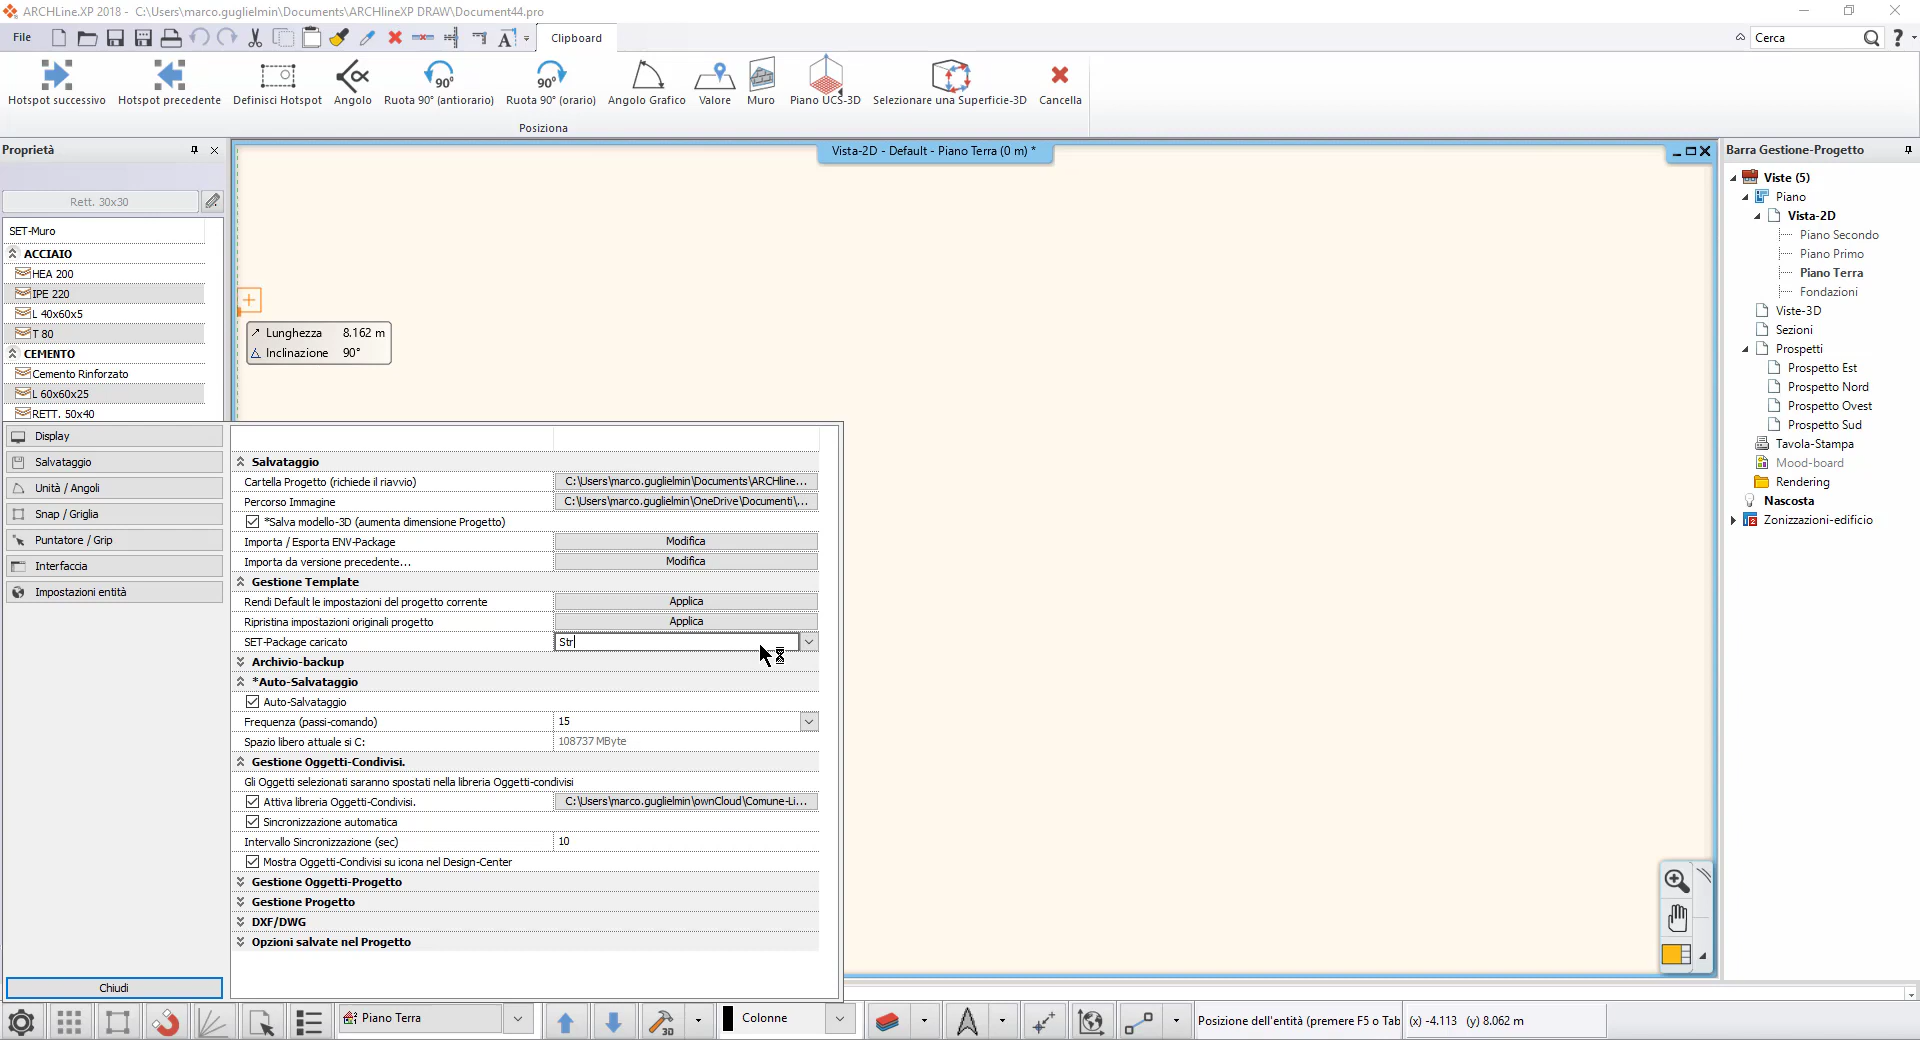 ARCHLine.XP 2018 - C:\Users\marco.guglielmin\Documents\ARCHlineXP DRAW\Document44.pro
File
Clipboard
Cerca
Hotspot successivo
Hotspot precedente
Definisci Hotspot
Angolo
Ruota 90° (antiorario)
Ruota 90° (orario)
Angolo Grafico
Valore
Muro
Piano UCS-3D
Selezionare una Superficie-3D
Cancella
Posiziona
Proprietà
Rett. 30x30
SET-Muro
ACCIAIO
HEA 200
IPE 220
L 40x60x5
T 80
CEMENTO
Cemento Rinforzato
L 60x60x25
RETT. 50x40
Vista-2D - Default - Piano Terra (0 m) *
Lunghezza 8.162 m
Inclinazione 90°
Barra Gestione-Progetto
Viste (5)
Piano
Vista-2D
Piano Secondo
Piano Primo
Piano Terra
Fondazioni
Viste-3D
Sezioni
Prospetti
Prospetto Est
Prospetto Nord
Prospetto Ovest
Prospetto Sud
Tavola-Stampa
Mood-board
Rendering
Nascosta
Zonizzazioni-edificio
Display
Salvataggio
Unità / Angoli
Snap / Griglia
Puntatore / Grip
Interfaccia
Impostazioni entità
Chiudi
Salvataggio
Cartella Progetto (richiede il riavvio) C:\Users\marco.guglielmin\Documents\ARCHline...
Percorso Immagine C:\Users\marco.guglielmin\OneDrive\Documenti\...
*Salva modello-3D (aumenta dimensione Progetto)
Importa / Esporta ENV-Package Modifica
Importa da versione precedente... Modifica
Gestione Template
Rendi Default le impostazioni del progetto corrente Applica
Ripristina impostazioni originali progetto Applica
SET-Package caricato Str
Archivio-backup
*Auto-Salvataggio
Auto-Salvataggio
Frequenza (passi-comando) 15
Spazio libero attuale si C: 108737 MByte
Gestione Oggetti-Condivisi.
Gli Oggetti selezionati saranno spostati nella libreria Oggetti-condivisi
Attiva libreria Oggetti-Condivisi. C:\Users\marco.guglielmin\ownCloud\Comune-Li...
Sincronizzazione automatica
Intervallo Sincronizzazione (sec) 10
Mostra Oggetti-Condivisi su icona nel Design-Center
Gestione Oggetti-Progetto
Gestione Progetto
DXF/DWG
Opzioni salvate nel Progetto
Piano Terra
3D
Colonne
Posizione dell'entità (premere F5 o Tab
(x) -4.113 (y) 8.062 m